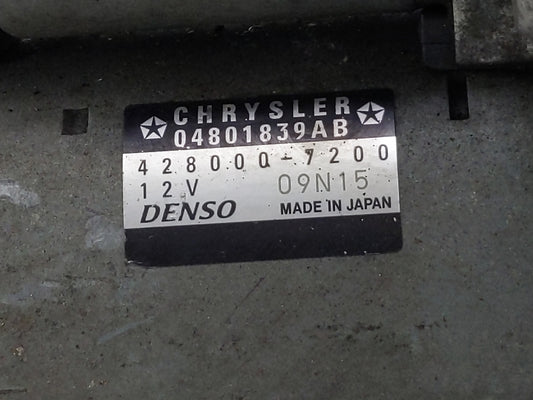 CHRYSLER
04801839AB
428000-7200
12V 09N15
DENSO MADE IN JAPAN